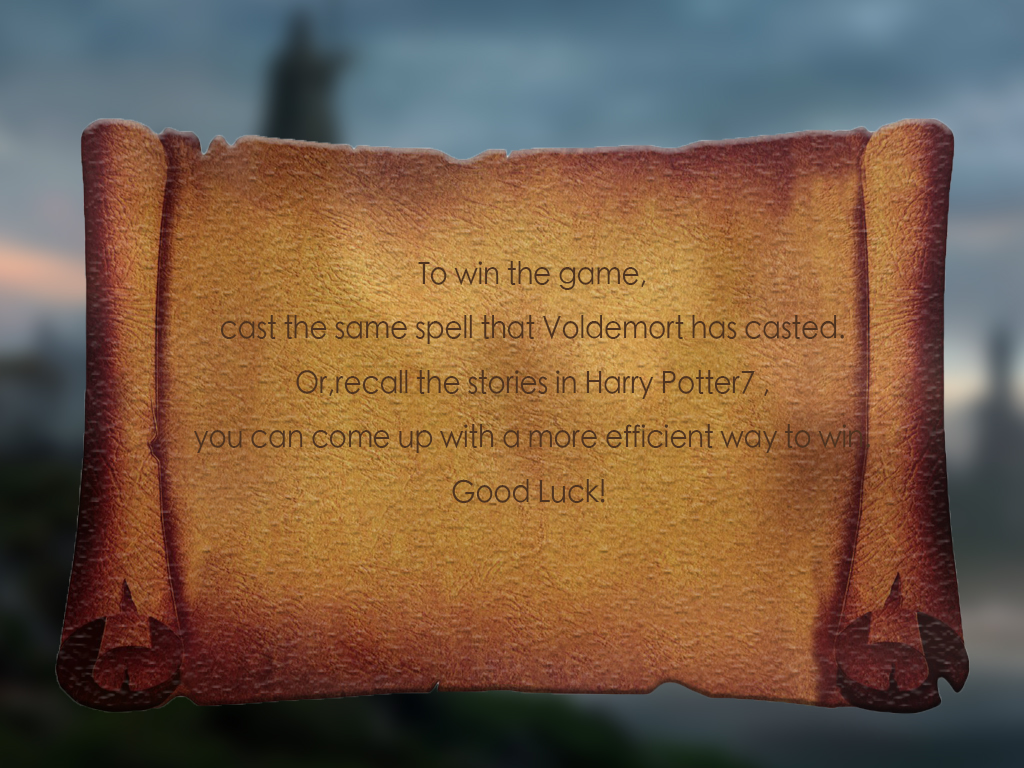 To win the game,
cast the same spell that Voldemort has casted.
Or,recall the stories in Harry Potter7 ,
you can come up with a more efficient way to win
Good Luck!